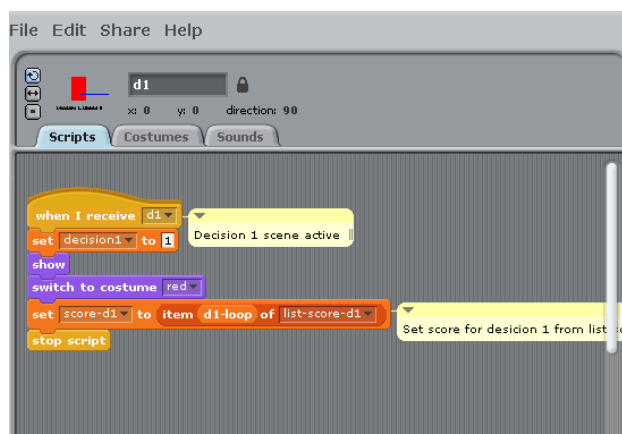 File Edit Share Help
d1
x: 0 y: 0 direction: 90
Scripts Costumes Sounds
when I receive d1
Decision 1 scene active
set decision1 to 1
show
switch to costume red
set score-d1 to item d1-loop of list-score-d1
Set score for desicion 1 from list
stop script